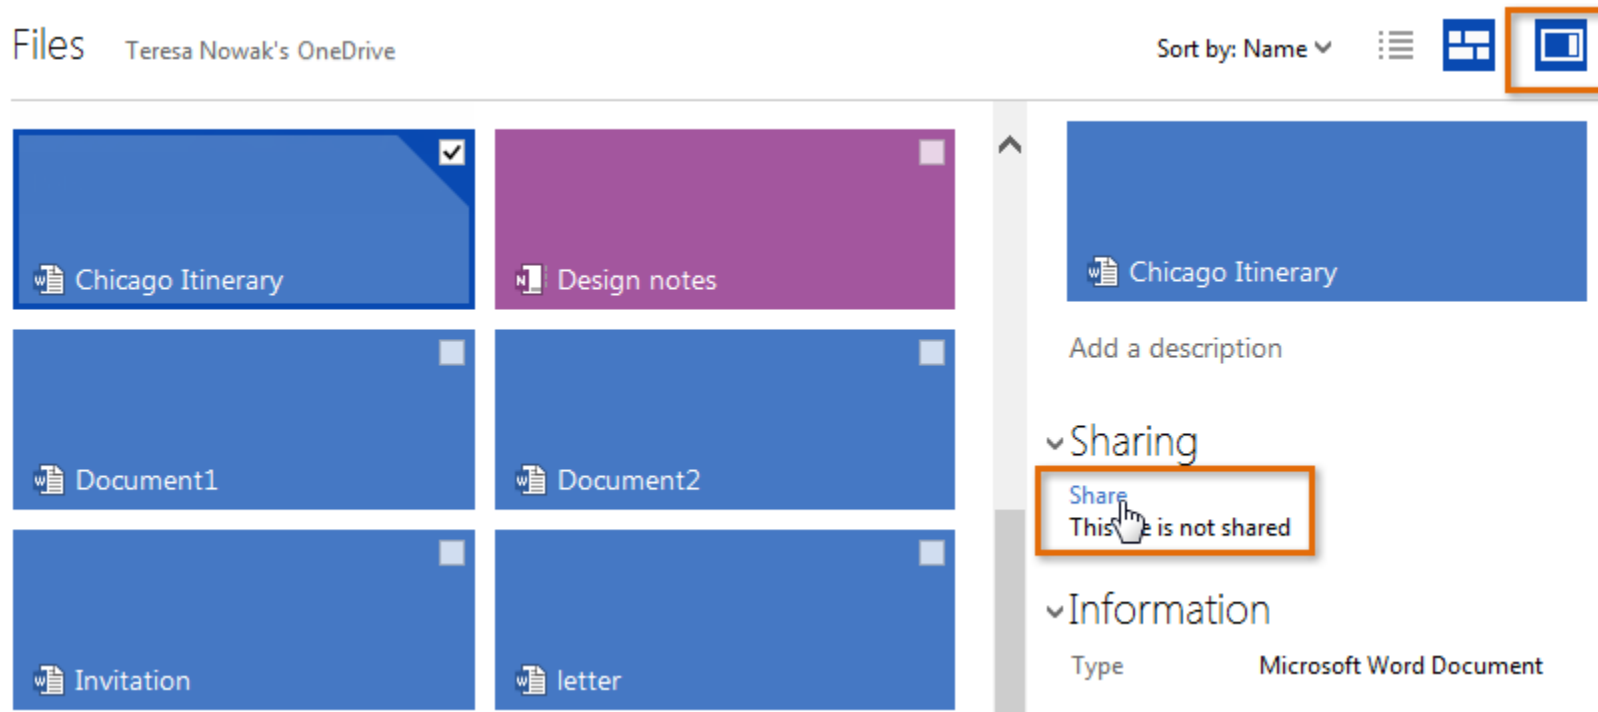 Files Teresa Nowak's OneDrive Sort by: Name
Chicago Itinerary
Design notes
Document1
Document2
Invitation
letter
Chicago Itinerary
Add a description
Sharing
Share
This is not shared
Information
Type Microsoft Word Document